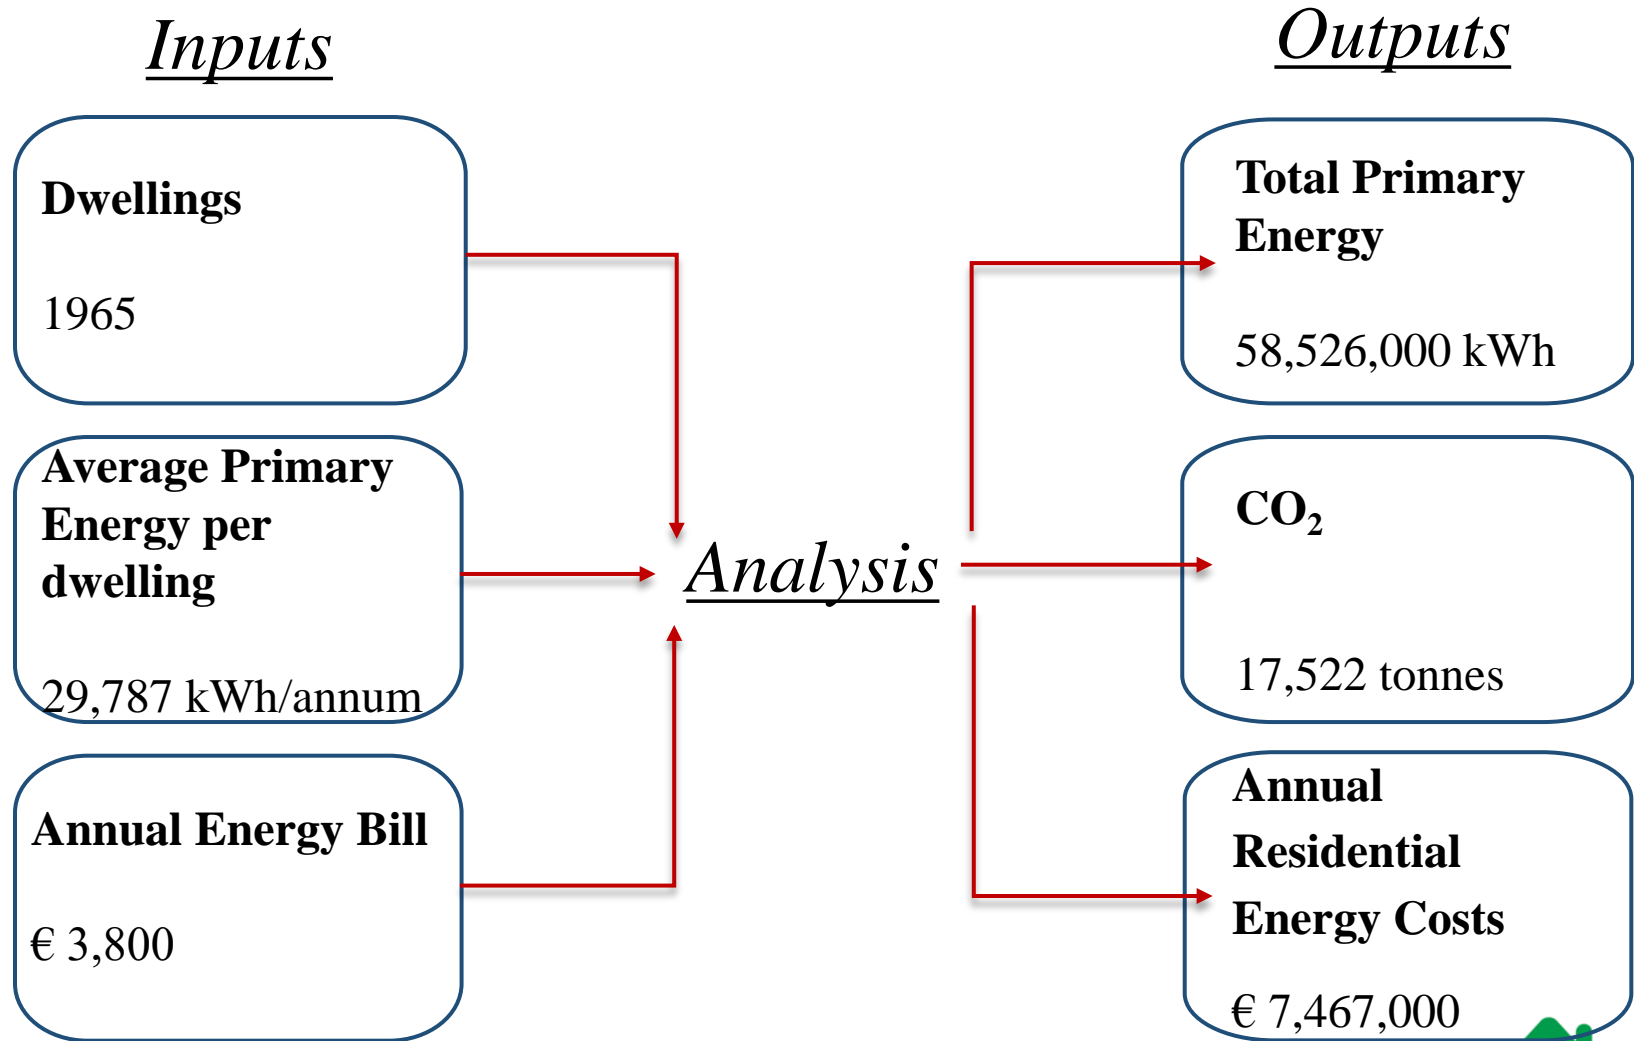 Inputs
Dwellings
1965
Average Primary
Energy per
dwelling
29,787 kWh/annum
Annual Energy Bill
€ 3,800
Analysis
Outputs
Total Primary
Energy
58,526,000 kWh
CO₂
17,522 tonnes
Annual
Residential
Energy Costs
€ 7,467,000